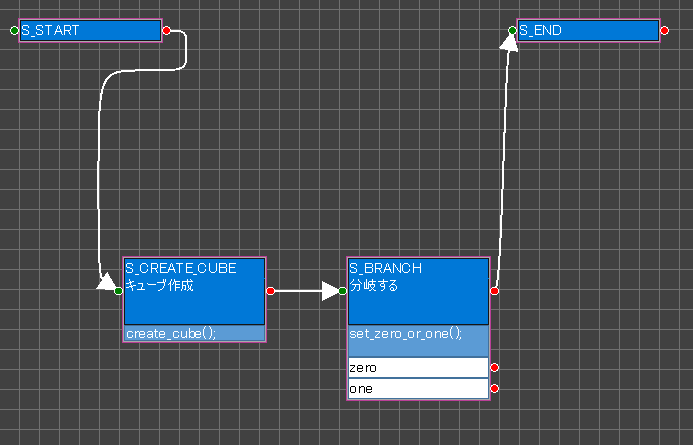 S_START
S_END
S_CREATE_CUBE
キューブ作成
create_cube();
S_BRANCH
分岐する
set_zero_or_one();
zero
one